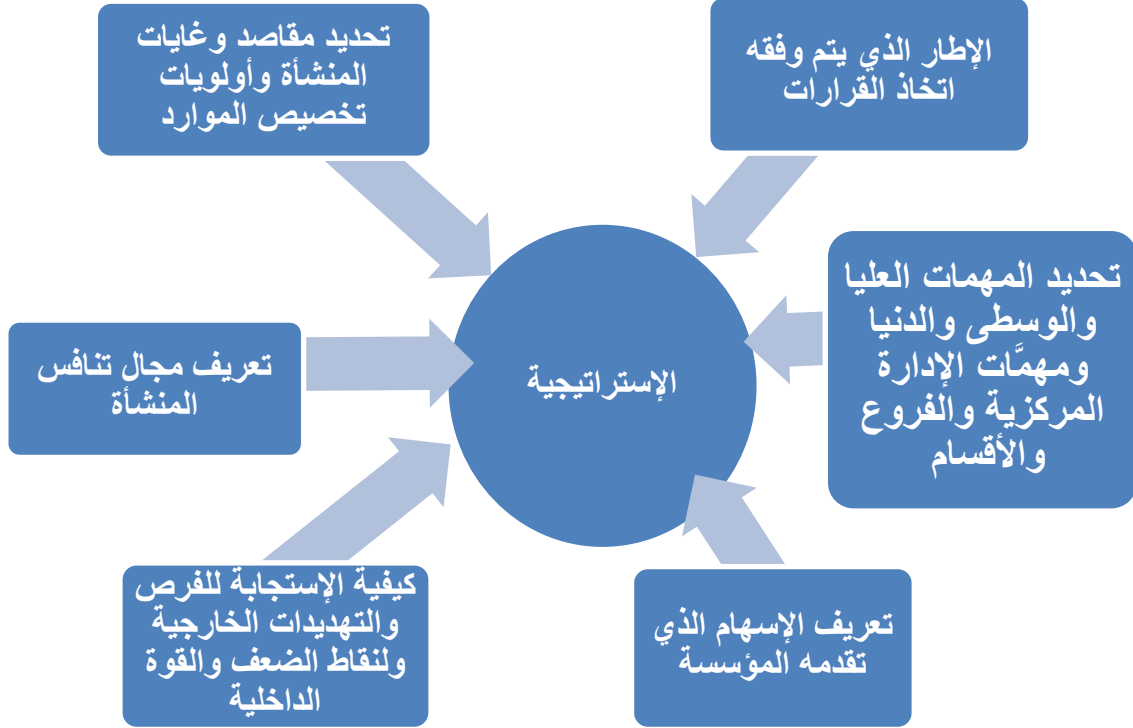 الإطار الذي يتم وفقه
اتخاذ القرارات
تحديد مقاصد وغايات
المنشأة وأولويات
تخصيص الموارد
تحديد المهمات العليا
والوسطى والدنيا
ومهمَّات الإدارة
المركزية والفروع
والأقسام
الإستراتيجية
تعريف مجال تنافس
المنشأة
تعريف الإسهام الذي
تقدمه المؤسسة
كيفية الإستجابة للفرص
والتهديدات الخارجية
ولنقاط الضعف والقوة
الداخلية